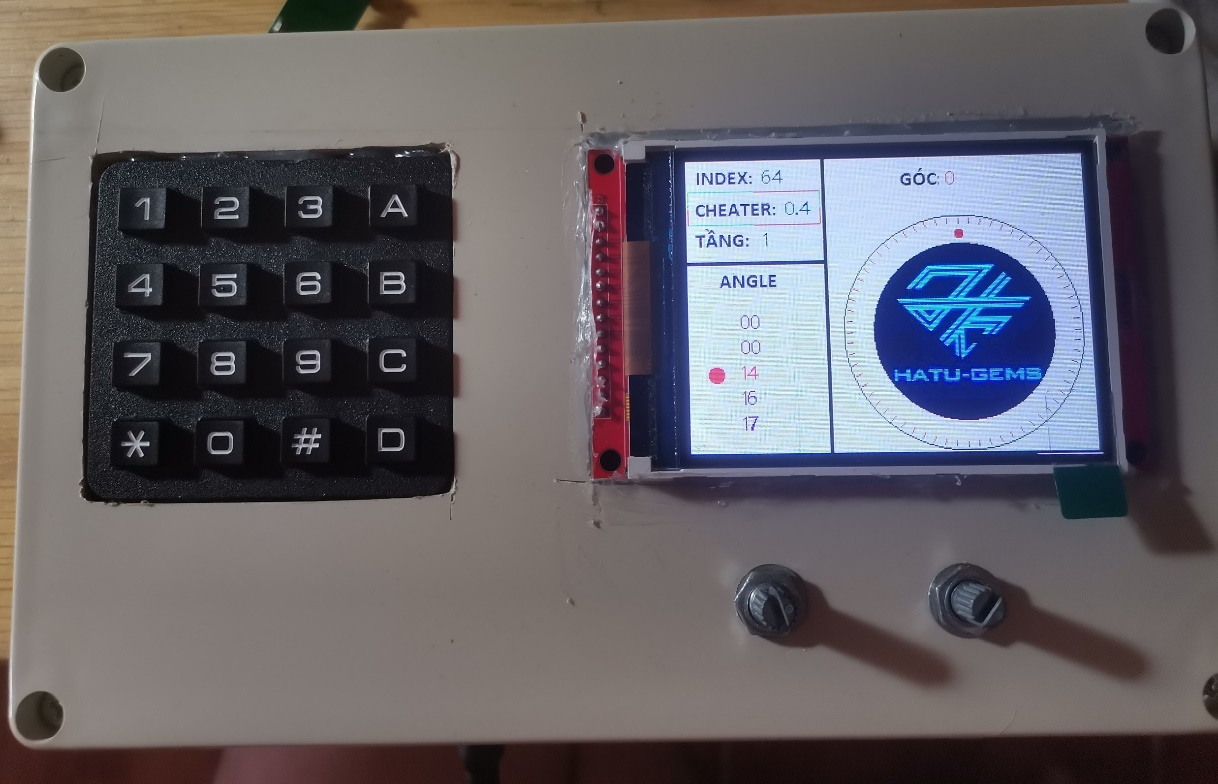 1 2 3 A
4 5 6 B
7 8 9 C
* 0 # D
INDEX: 64
CHEATER: 0.4
TẦNG: 1
ANGLE
00
00
14
16
17
GÓC: 0
HATU-GEMS